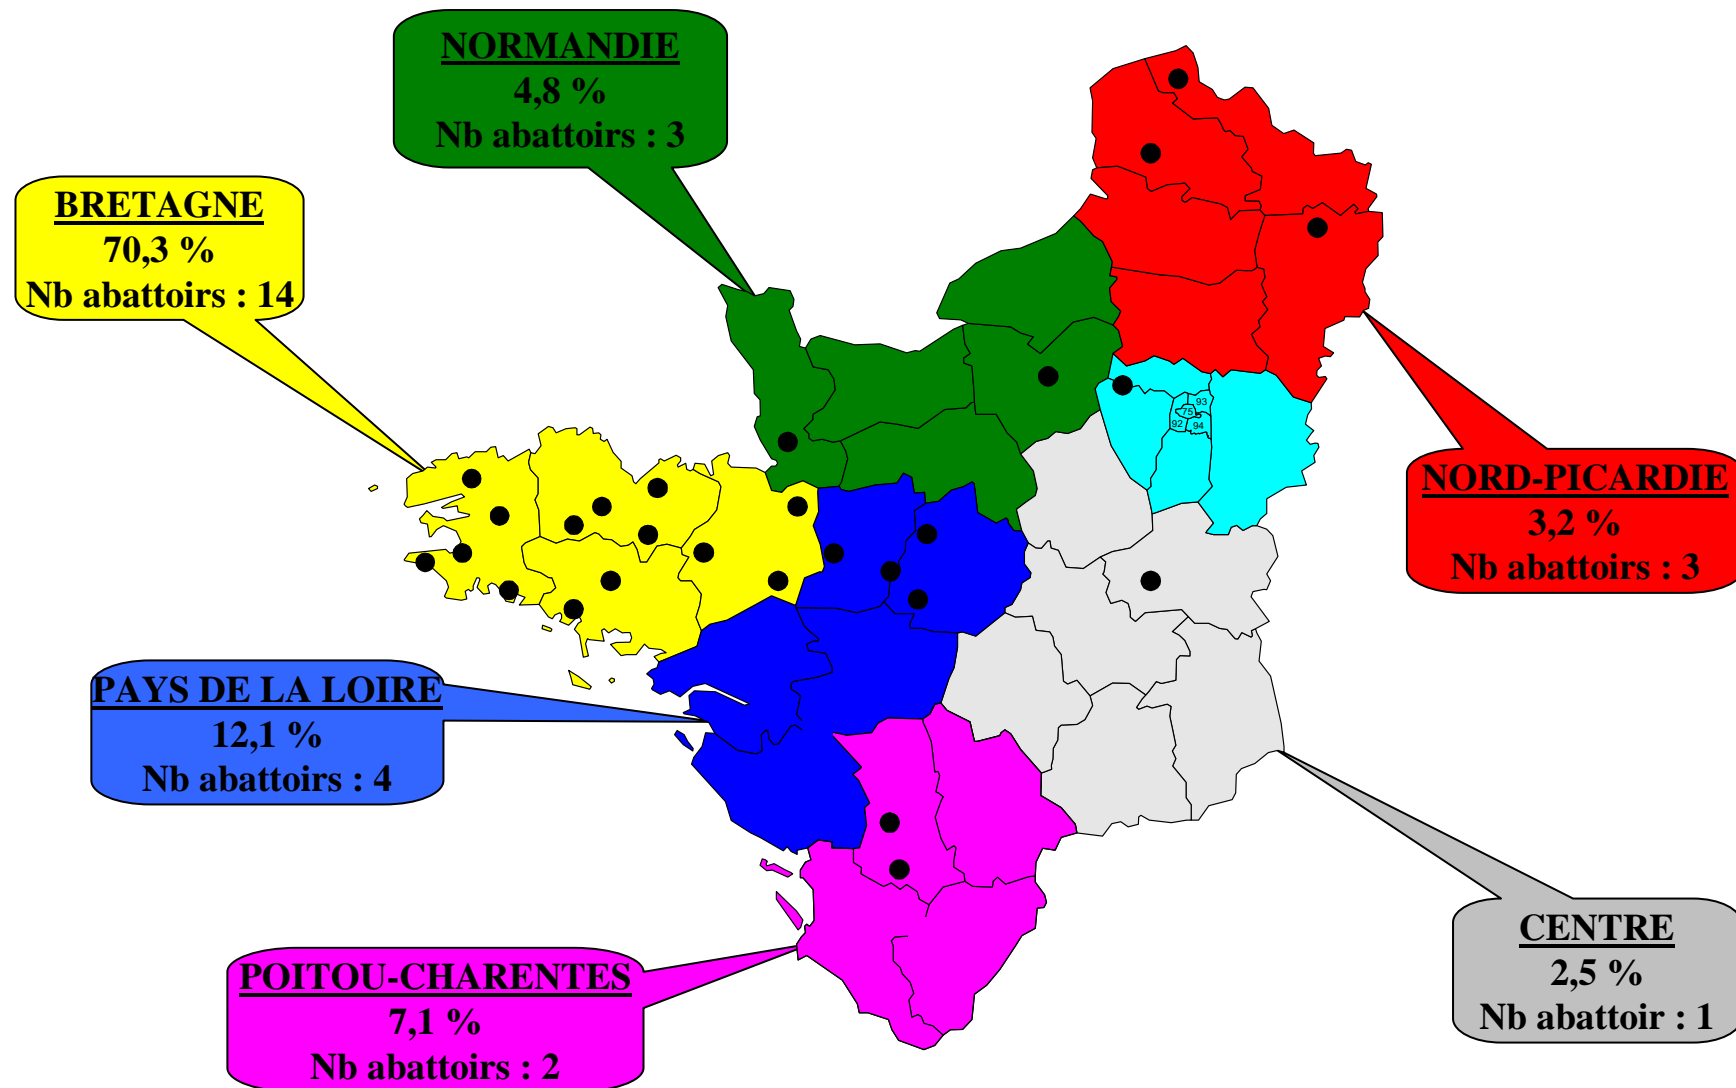 NORMANDIE
4,8 %
Nb abattoirs : 3
BRETAGNE
70,3 %
Nb abattoirs : 14
93
75
92
94
NORD-PICARDIE
3,2 %
Nb abattoirs : 3
PAYS DE LA LOIRE
12,1 %
Nb abattoirs : 4
CENTRE
2,5 %
Nb abattoir : 1
POITOU-CHARENTES
7,1 %
Nb abattoirs : 2